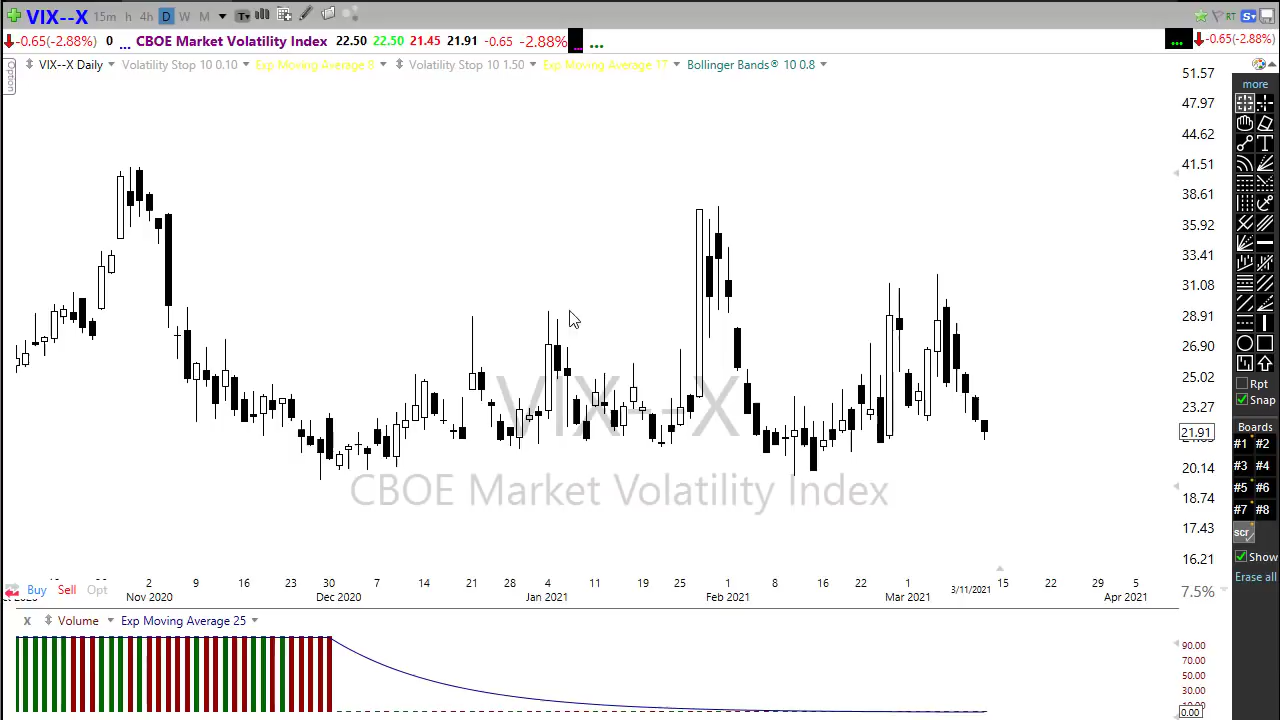 VIX--X 15m h 4h D W M T RT S
-0.65(-2.88%) 0 ... CBOE Market Volatility Index 22.50 22.50 21.45 21.91 -0.65 -2.88% ... ... ... -0.65(-2.88%)
Option VIX--X Daily Volatility Stop 10 0.10 Exp Moving Average 8 Volatility Stop 10 1.50 Exp Moving Average 17 Bollinger Bands® 10 0.8
51.57
more
47.97
44.62
T
41.51
38.61
35.92
33.41
31.08
28.91
26.90
25.02
Rpt
Snap
23.27
VIX--X
Boards
21.91
#1 #2
20.14
#3 #4
CBOE Market Volatility Index
#5 #6
18.74
#7 #8
17.43
scr
16.21
Show
Erase all
2 9 16 23 30 7 14 21 28 4 11 19 25 1 8 16 22 1 3/11/2021 15 22 29 5
Buy Sell Opt
7.5%
Nov 2020 Dec 2020 Jan 2021 Feb 2021 Mar 2021 Apr 2021
X Volume Exp Moving Average 25
90.00
70.00
50.00
30.00
0.00